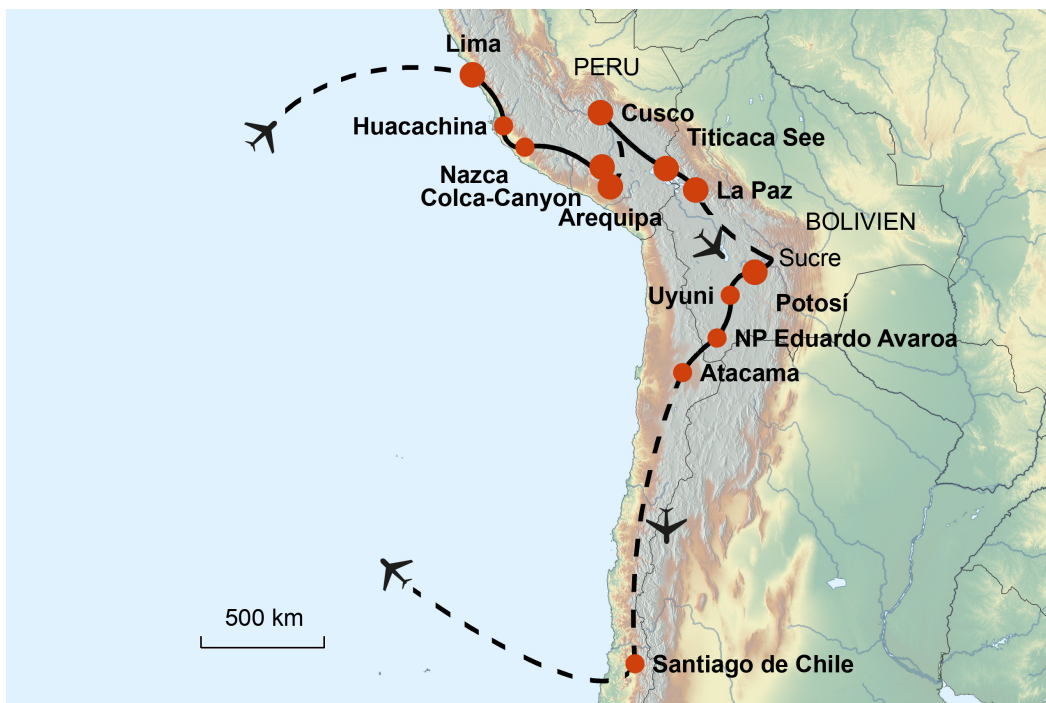 Lima
PERU
Cusco
Huacachina
Titicaca See
Nazca
Colca-Canyon
La Paz
Arequipa
BOLIVIEN
Sucre
Uyuni
Potosí
NP Eduardo Avaroa
Atacama
500 km
Santiago de Chile